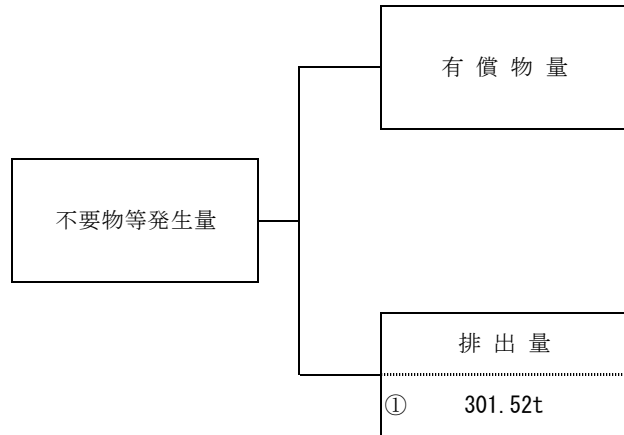 有 償 物 量
不要物等発生量
排 出 量
① 301.52t